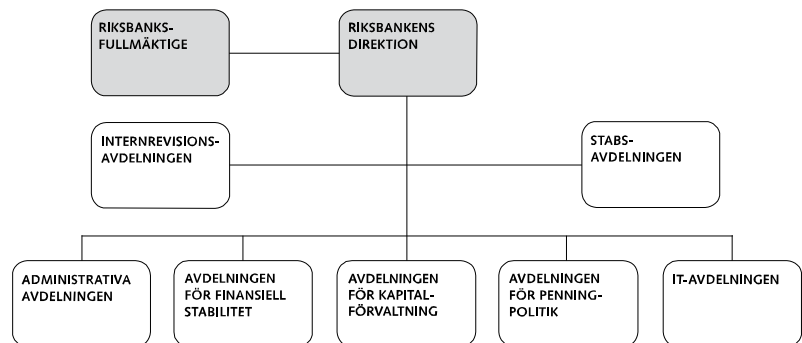 RIKSBANKS-
FULLMÄKTIGE
RIKSBANKENS
DIREKTION
INTERNREVISIONS-
AVDELNINGEN
STABS-
AVDELNINGEN
ADMINISTRATIVA
AVDELNINGEN
AVDELNINGEN
FÖR FINANSIELL
STABILITET
AVDELNINGEN
FÖR KAPITAL-
FÖRVALTNING
AVDELNINGEN
FÖR PENNING-
POLITIK
IT-AVDELNINGEN